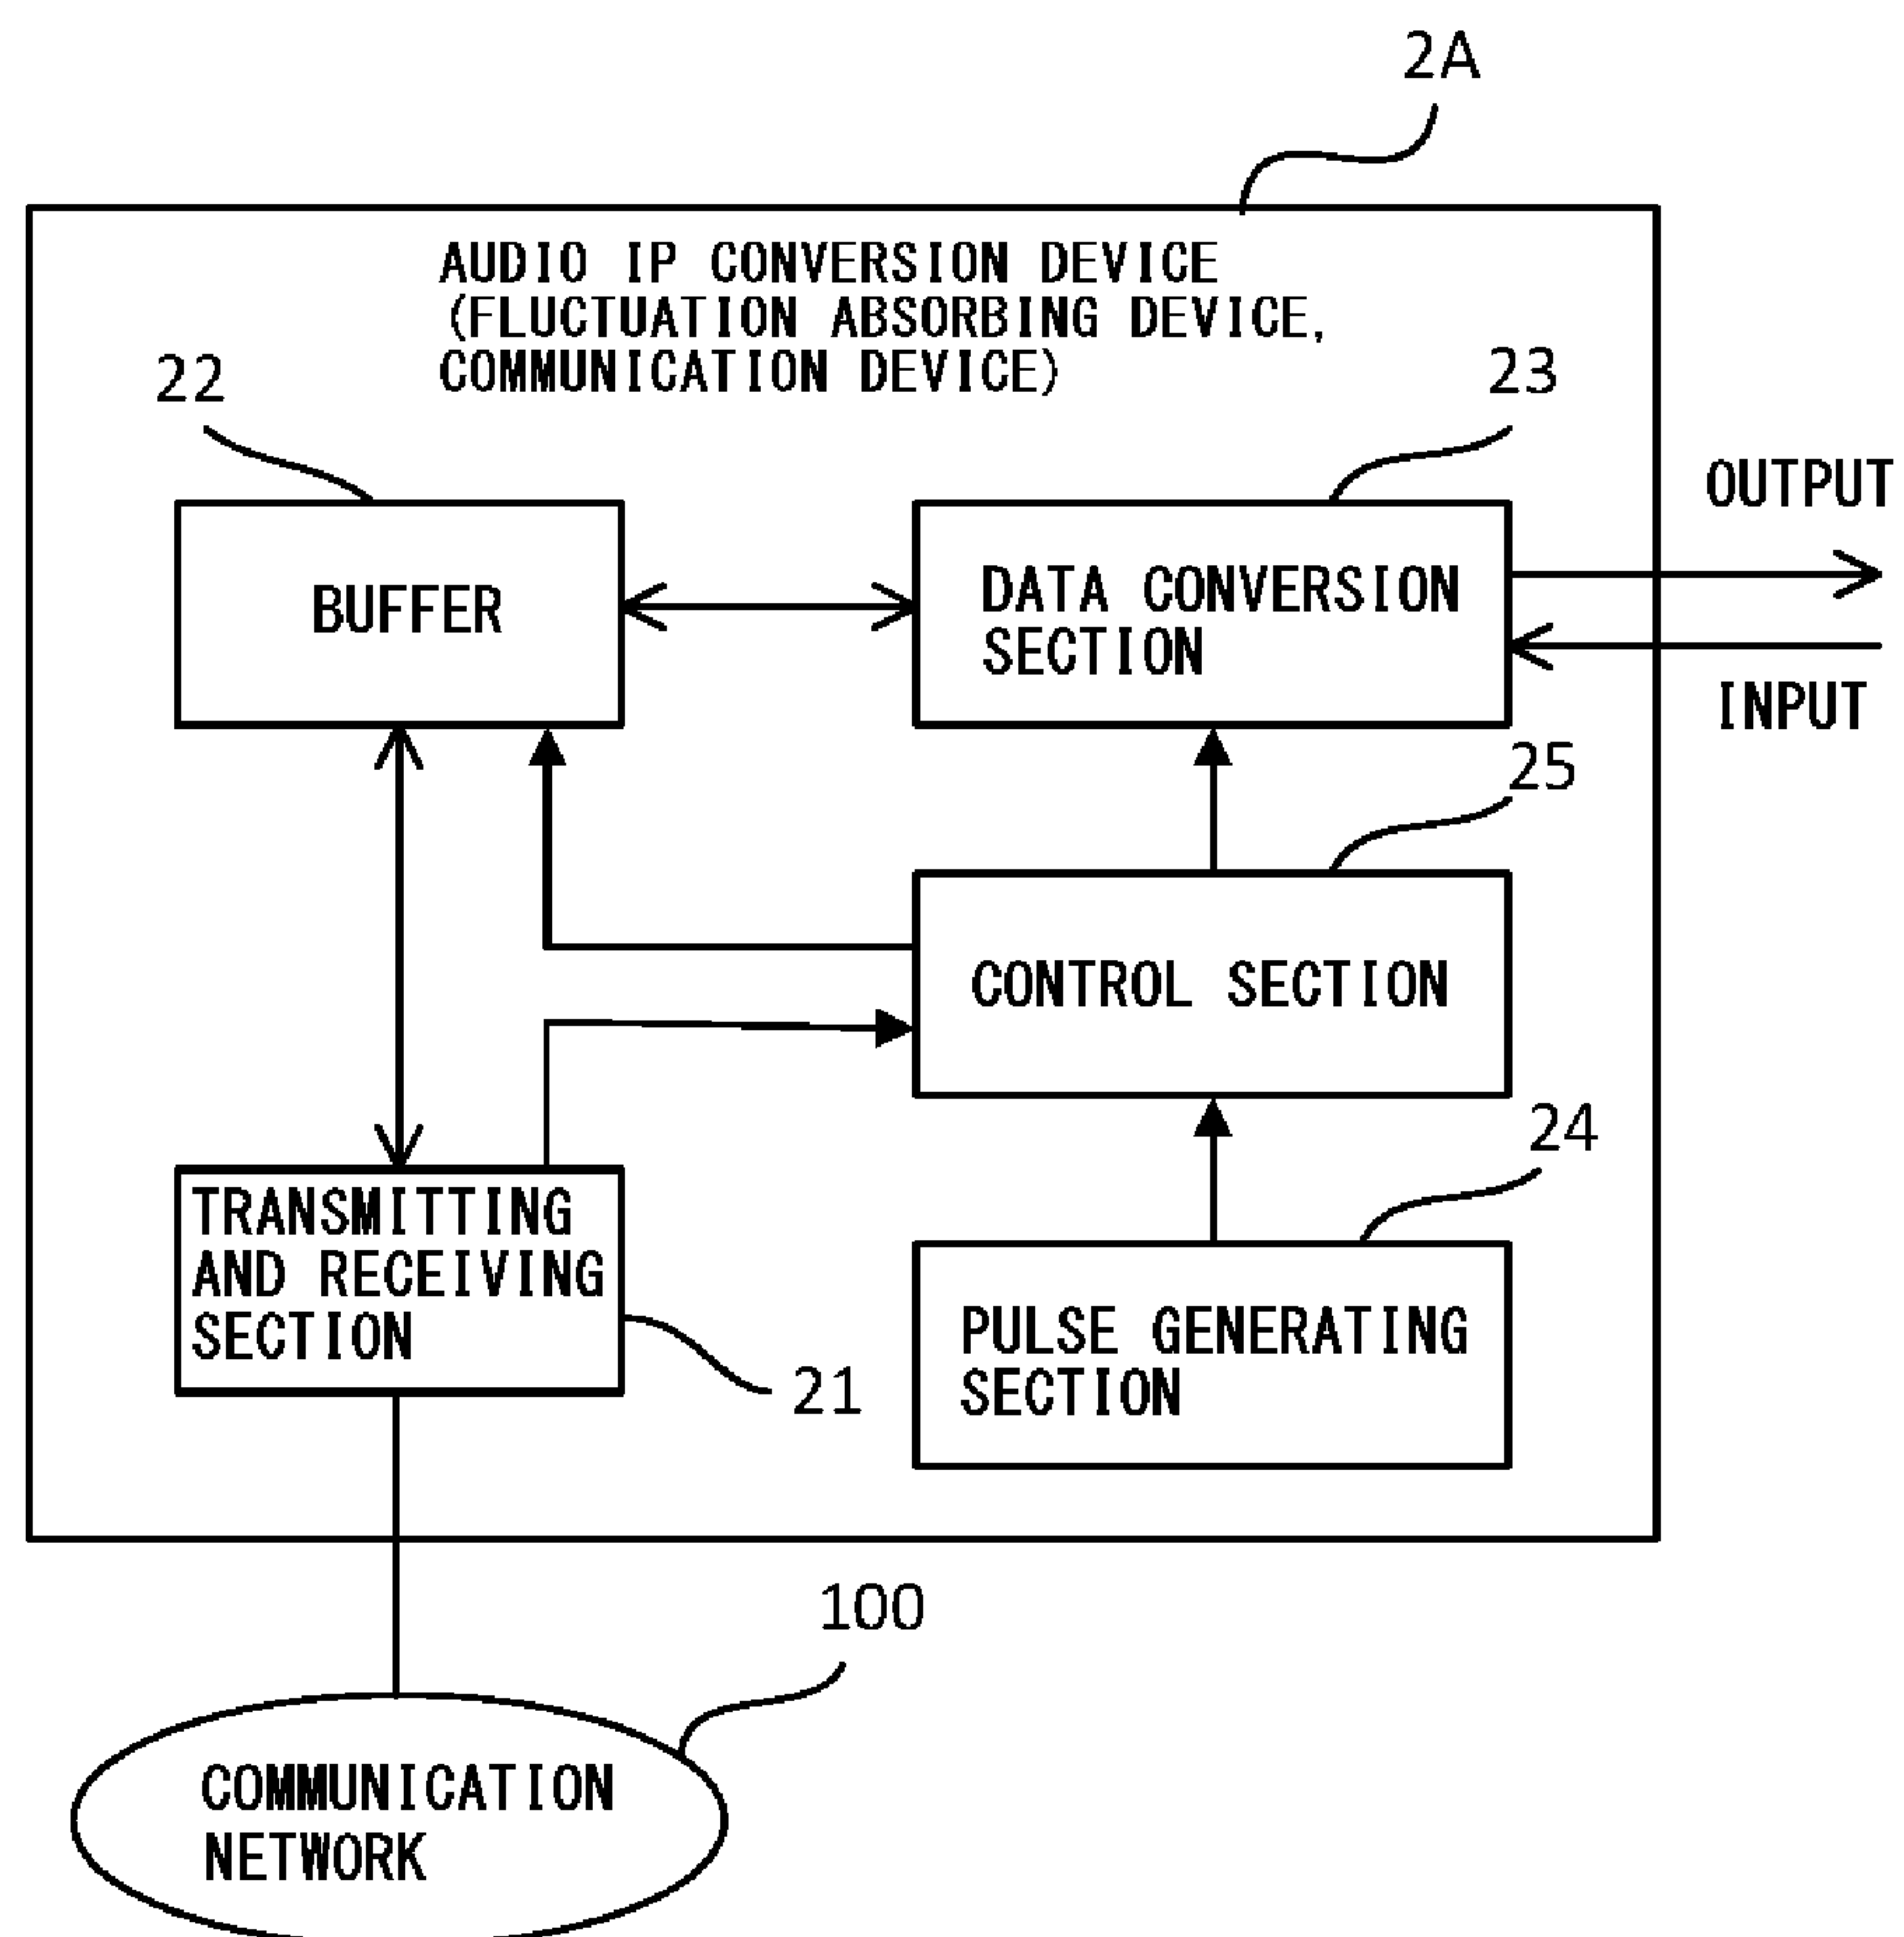 2A
AUDIO IP CONVERSION DEVICE
(FLUCTUATION ABSORBING DEVICE,
COMMUNICATION DEVICE)
22
23
OUTPUT
BUFFER
DATA CONVERSION
SECTION
INPUT
25
CONTROL SECTION
24
TRANSMITTING
AND RECEIVING
SECTION
PULSE GENERATING
SECTION
21
100
COMMUNICATION
NETWORK